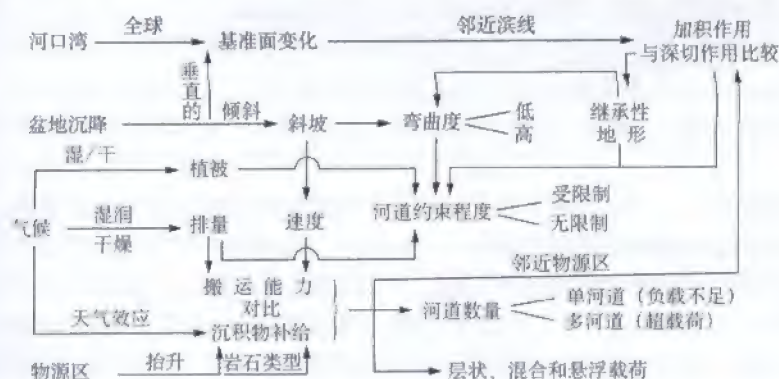 河口湾 全球 基准面变化 邻近滨线 加积作用
与深切作用比较
垂直的
盆地沉降 倾斜 斜坡 弯曲度 低 继承性
高 地 形
湿/干 植被
气候 湿润 排量 速度 河道约束程度 受限制
干燥 无限制
邻近物源区
搬 运 能 力
对比 河道数量 单河道（负载不足）
天气效应 沉积物补给 多河道（超载荷）
物源区 抬升 岩石类型 层状、混合和悬浮载荷